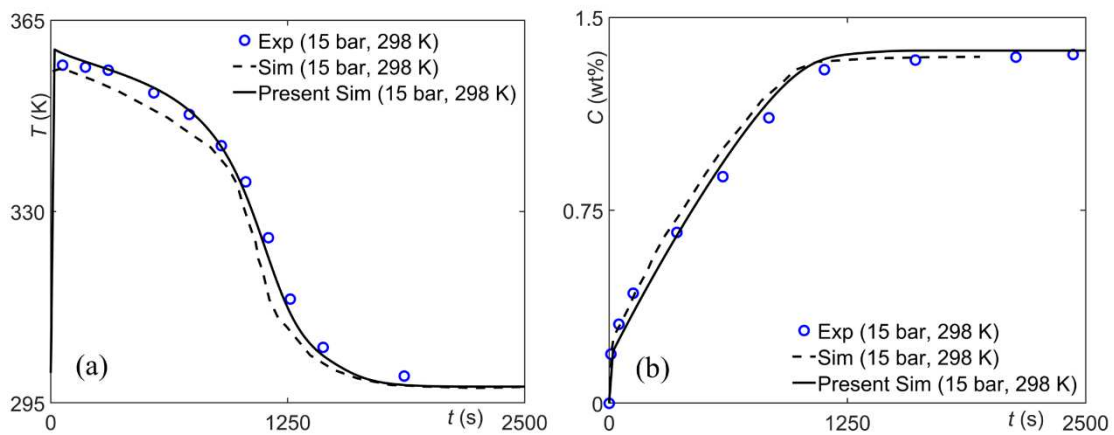 365
T (K)
330
295
0
1250
t (s)
2500
Exp (15 bar, 298 K)
Sim (15 bar, 298 K)
Present Sim (15 bar, 298 K)
(a)
1.5
C (wt%)
0.75
0
0
1250
t (s)
2500
Exp (15 bar, 298 K)
Sim (15 bar, 298 K)
Present Sim (15 bar, 298 K)
(b)